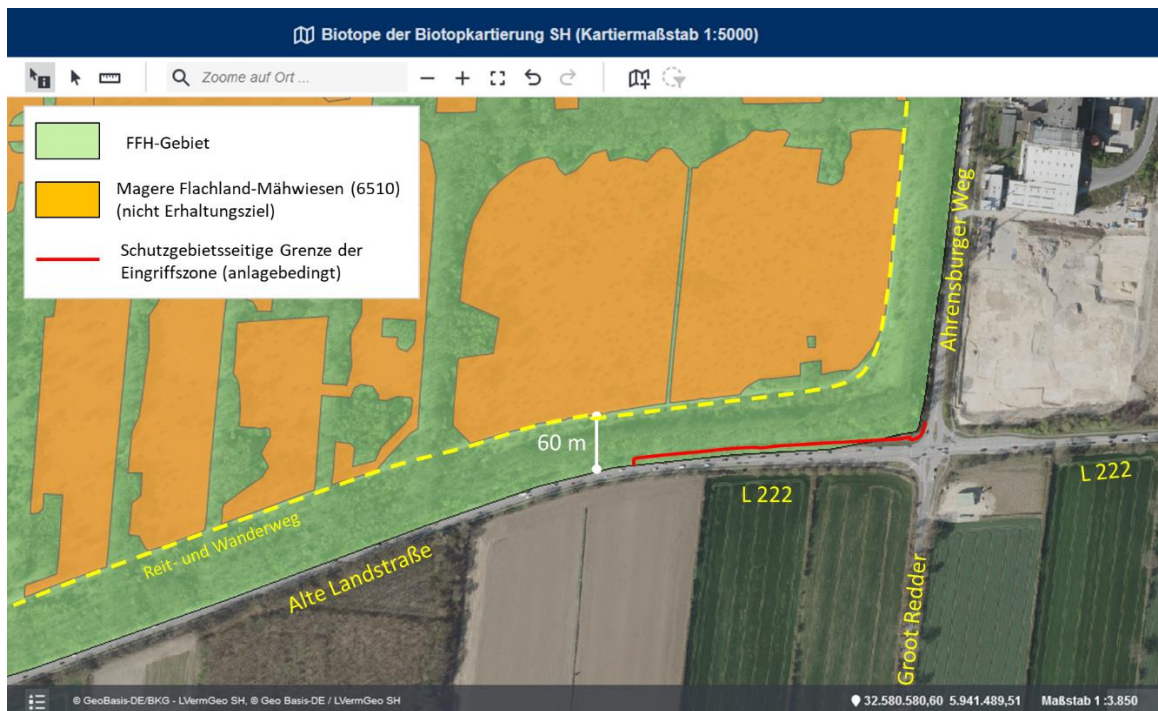 Biotope der Biotopkartierung SH (Kartiermaßstab 1:5000)
Zoome auf Ort ...
FFH-Gebiet
Magere Flachland-Mähwiesen (6510)
(nicht Erhaltungsziel)
Schutzgebietsseitige Grenze der
Eingriffszone (anlagebedingt)
Ahrensburger Weg
60 m
L 222
L 222
Reit- und Wanderweg
Alte Landstraße
Groot Redder
© GeoBasis-DE/BKG - LVermGeo SH, © Geo Basis-DE / LVermGeo SH
32.580.580,60 5.941.489,51
Maßstab 1 :3.850